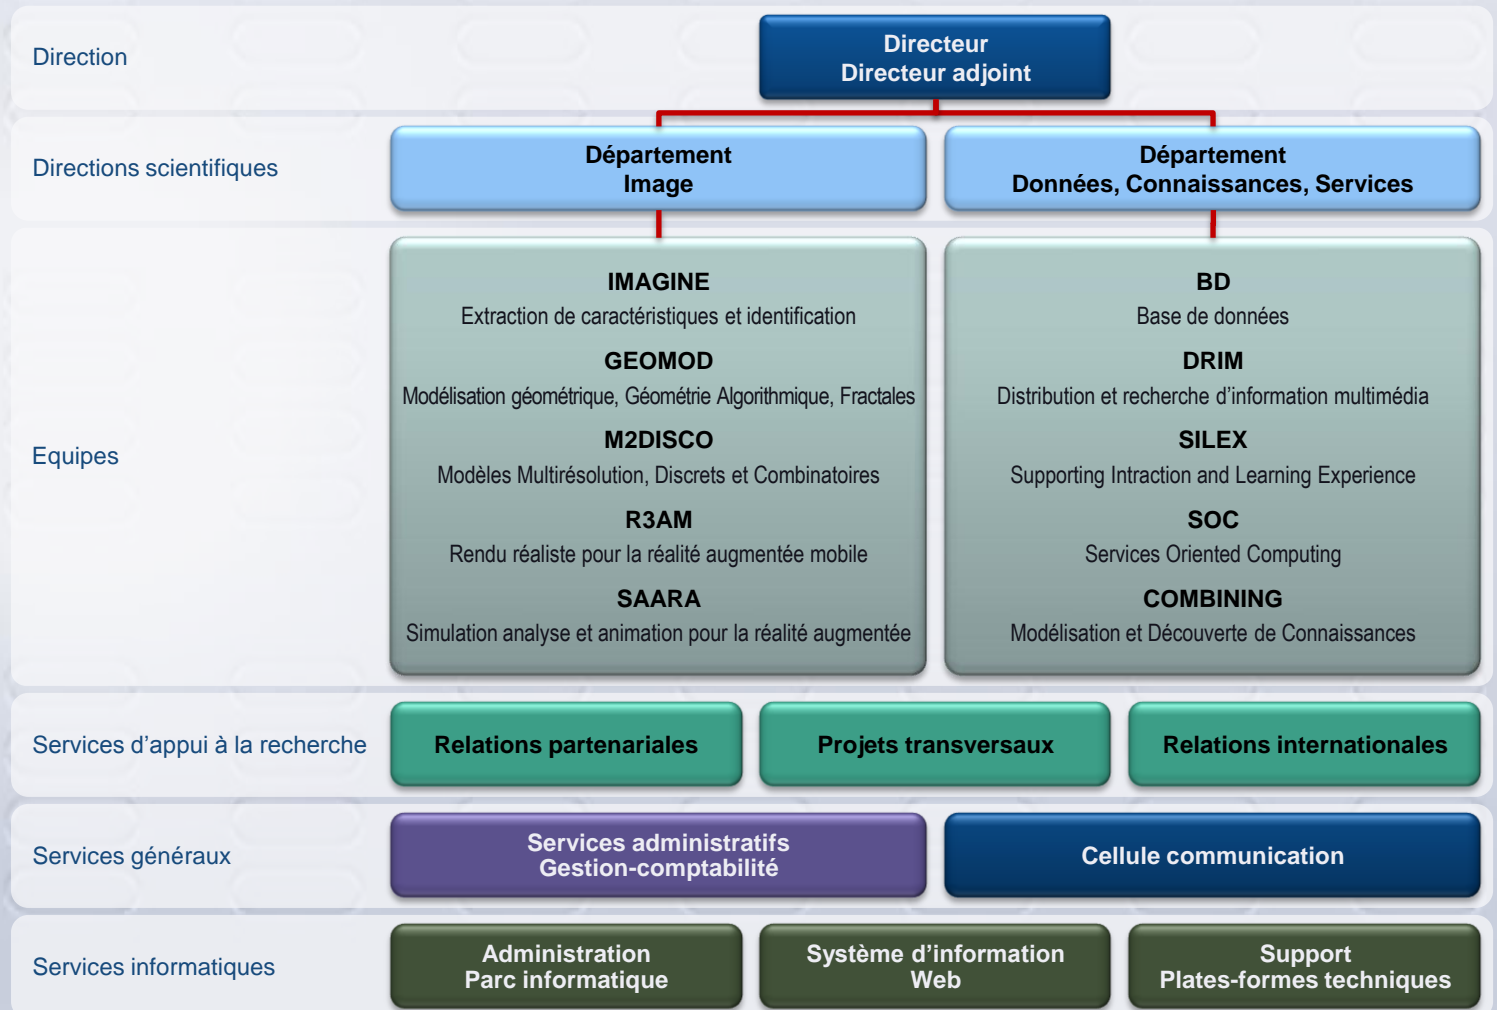 Direction
Directeur
Directeur adjoint
Directions scientifiques
Département
Image
Département
Données, Connaissances, Services
Equipes
IMAGINE
Extraction de caractéristiques et identification
GEOMOD
Modélisation géométrique, Géométrie Algorithmique, Fractales
M2DISCO
Modèles Multirésolution, Discrets et Combinatoires
R3AM
Rendu réaliste pour la réalité augmentée mobile
SAARA
Simulation analyse et animation pour la réalité augmentée
BD
Base de données
DRIM
Distribution et recherche d’information multimédia
SILEX
Supporting Intraction and Learning Experience
SOC
Services Oriented Computing
COMBINING
Modélisation et Découverte de Connaissances
Services d’appui à la recherche
Relations partenariales
Projets transversaux
Relations internationales
Services généraux
Services administratifs
Gestion-comptabilité
Cellule communication
Services informatiques
Administration
Parc informatique
Système d’information
Web
Support
Plates-formes techniques